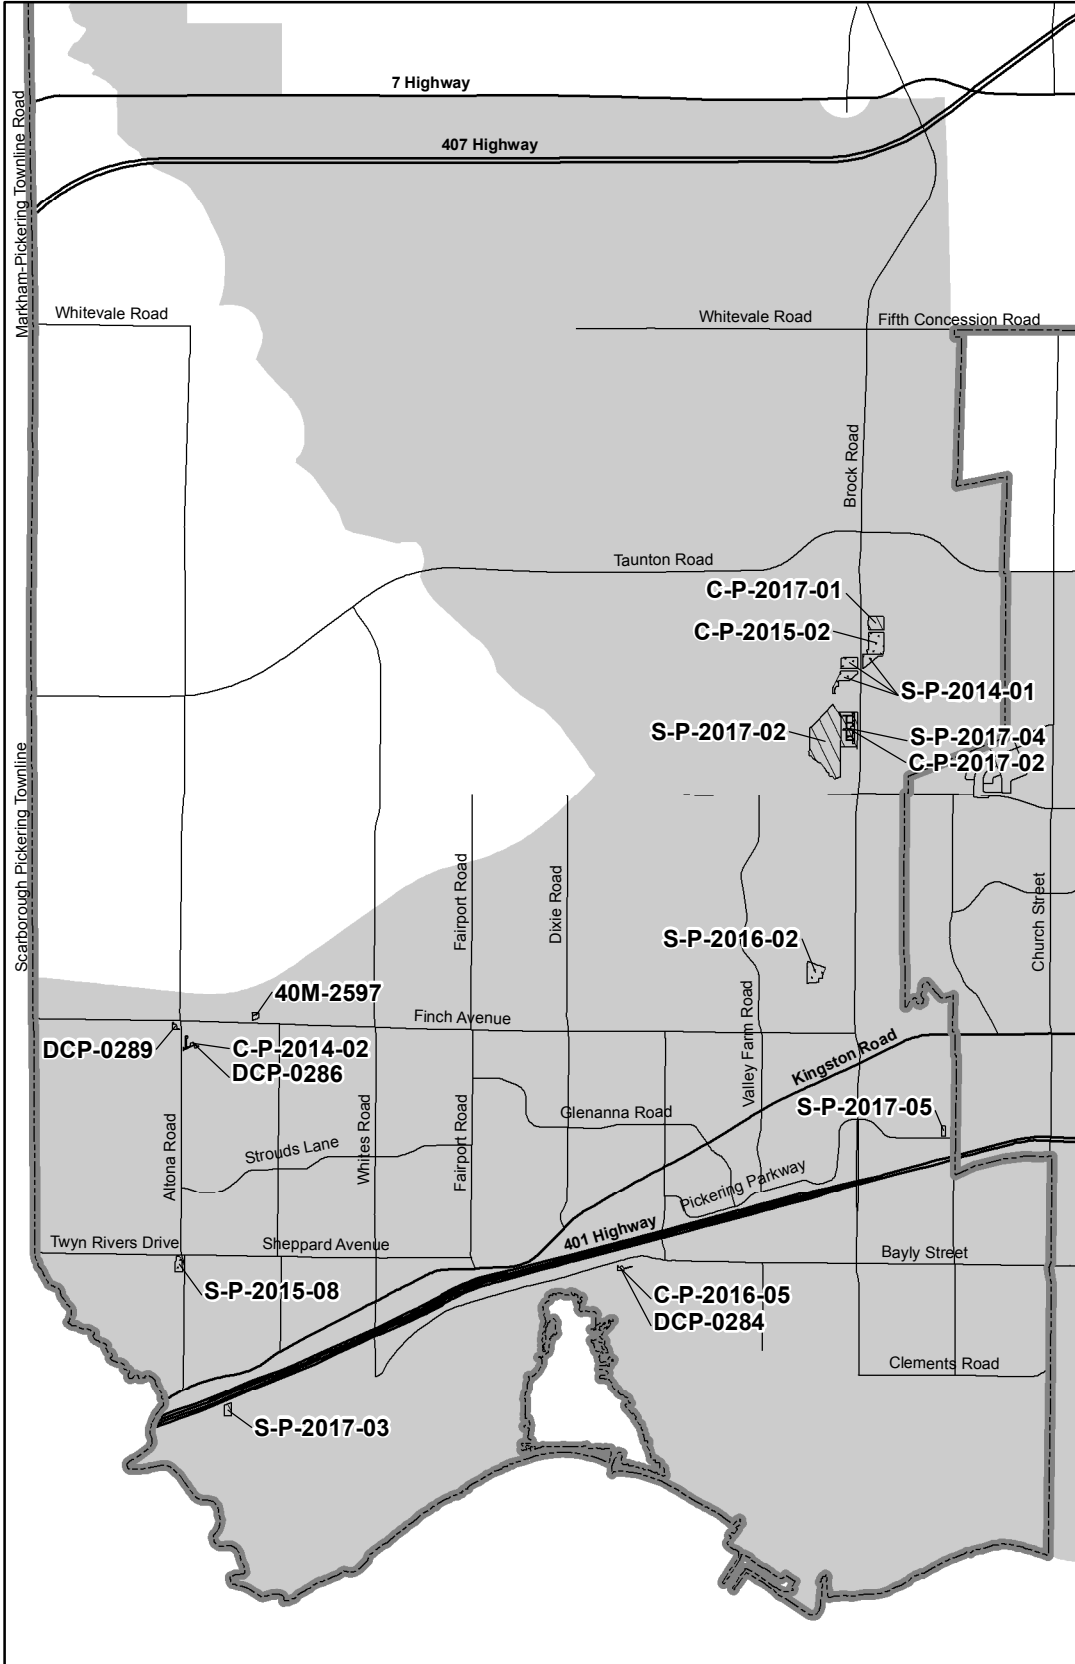 7 Highway
407 Highway
Markham-Pickering Townline Road
Whitevale Road
Whitevale Road
Fifth Concession Road
Brock Road
Taunton Road
C-P-2017-01
C-P-2015-02
S-P-2014-01
S-P-2017-02
S-P-2017-04
C-P-2017-02
Scarborough Pickering Townline
Fairport Road
Dixie Road
Church Street
S-P-2016-02
40M-2597
Finch Avenue
Valley Farm Road
DCP-0289
C-P-2014-02
DCP-0286
Kingston Road
S-P-2017-05
Glenanna Road
Altona Road
Strouds Lane
Whites Road
Fairport Road
Pickering Parkway
401 Highway
Twyn Rivers Drive
Sheppard Avenue
Bayly Street
S-P-2015-08
C-P-2016-05
DCP-0284
Clements Road
S-P-2017-03